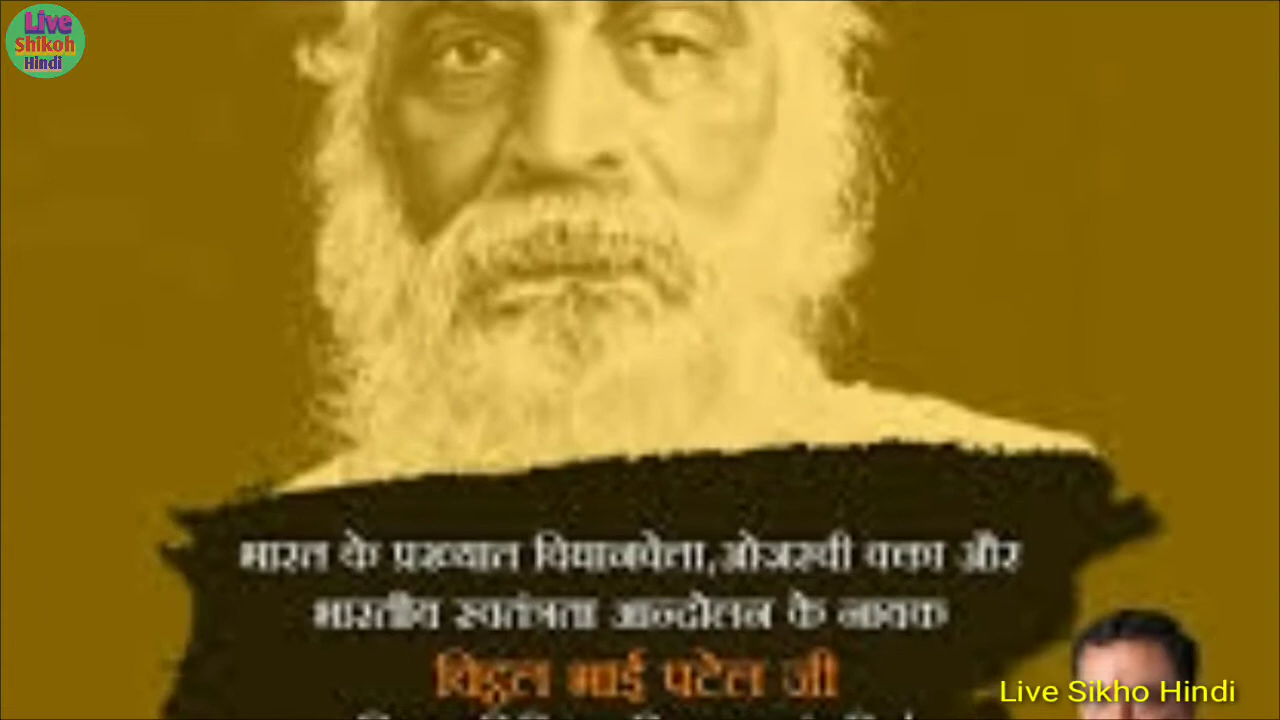 Live
Shikoh
Hindi
भारत के प्रख्यात विधानवेत्ता,ओजस्वी वक्ता और
भारतीय स्वतंत्रता आन्दोलन के नायक
विट्ठल भाई पटेल जी
Live Sikho Hindi